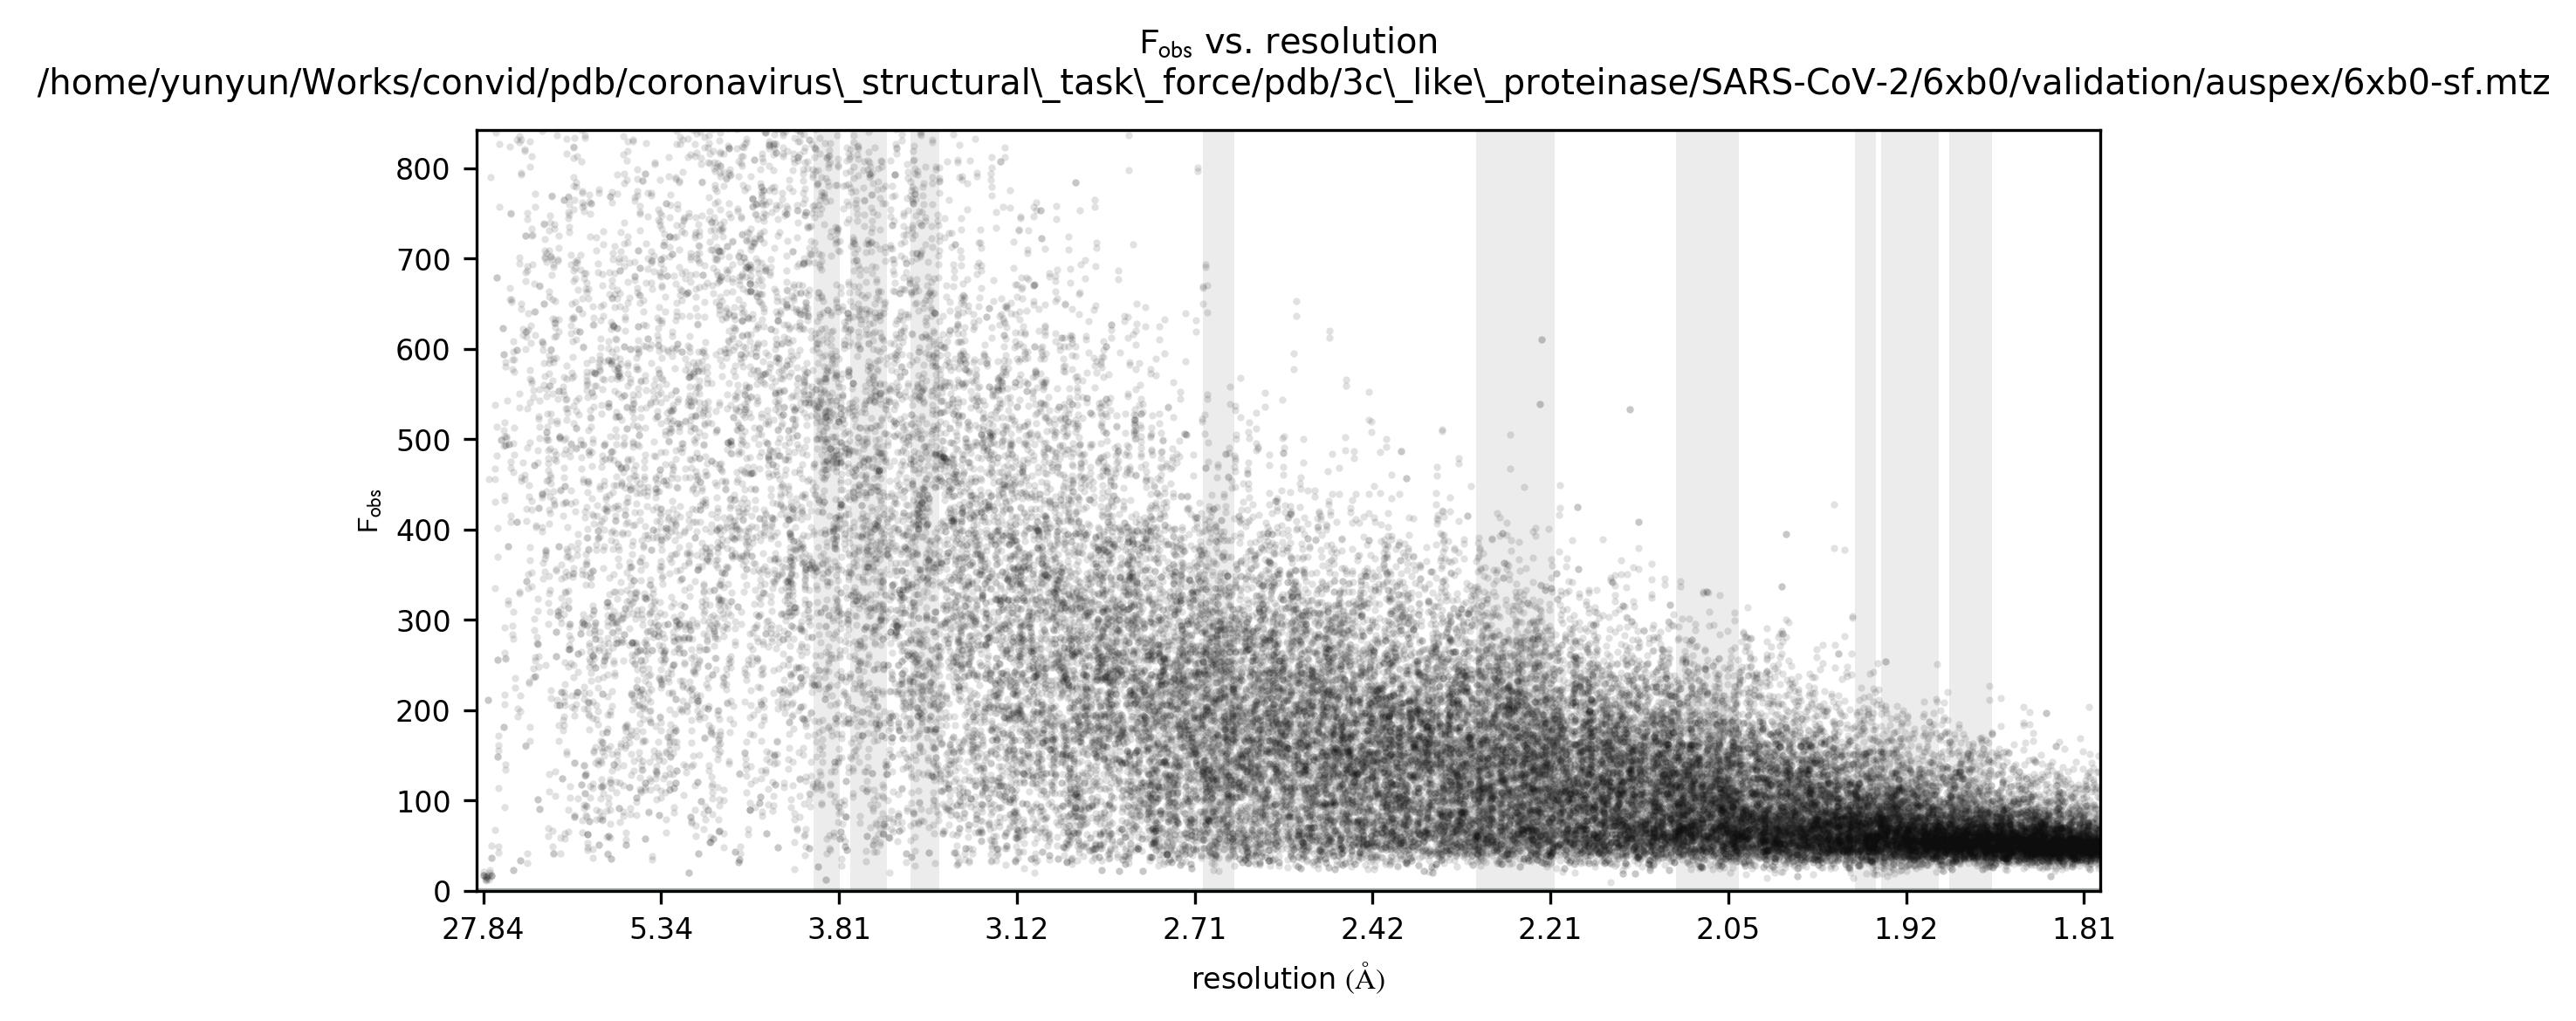 F_obs vs. resolution
/home/yunyun/Works/convid/pdb/coronavirus\_structural\_task\_force/pdb/3c\_like\_proteinase/SARS-CoV-2/6xb0/validation/auspex/6xb0-sf.mtz
800
700
600
500
400
300
200
100
0
F_obs
27.84 5.34 3.81 3.12 2.71 2.42 2.21 2.05 1.92 1.81
resolution (Å)